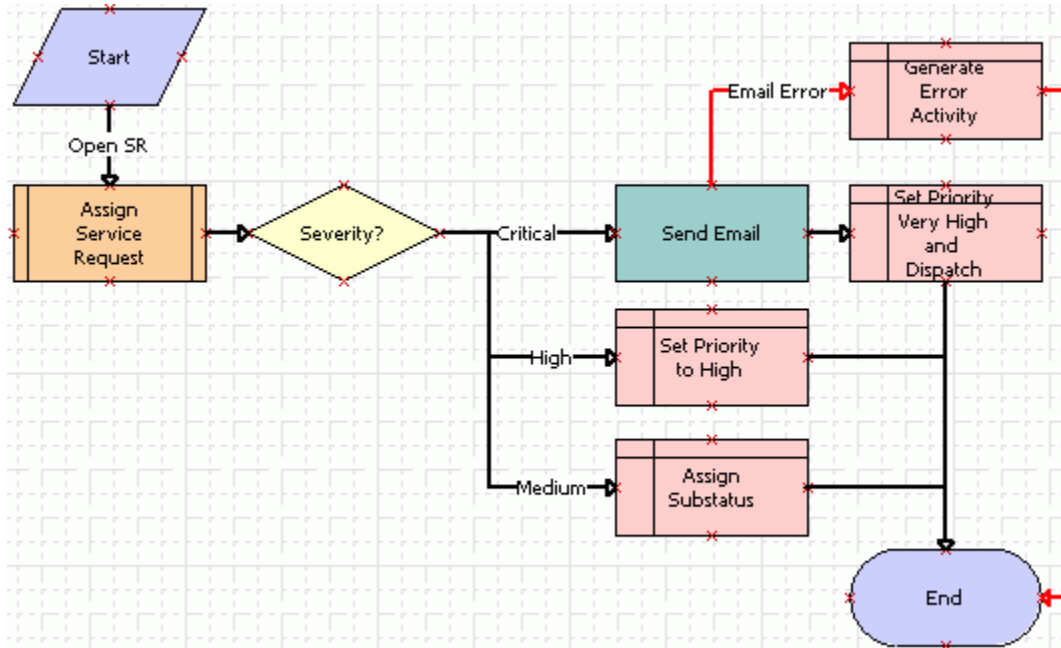 Start
Open SR
Assign
Service
Request
Severity?
Critical
Send Email
Email Error
Generate
Error
Activity
Set Priority
Very High
and
Dispatch
High
Set Priority
to High
Medium
Assign
Substatus
End